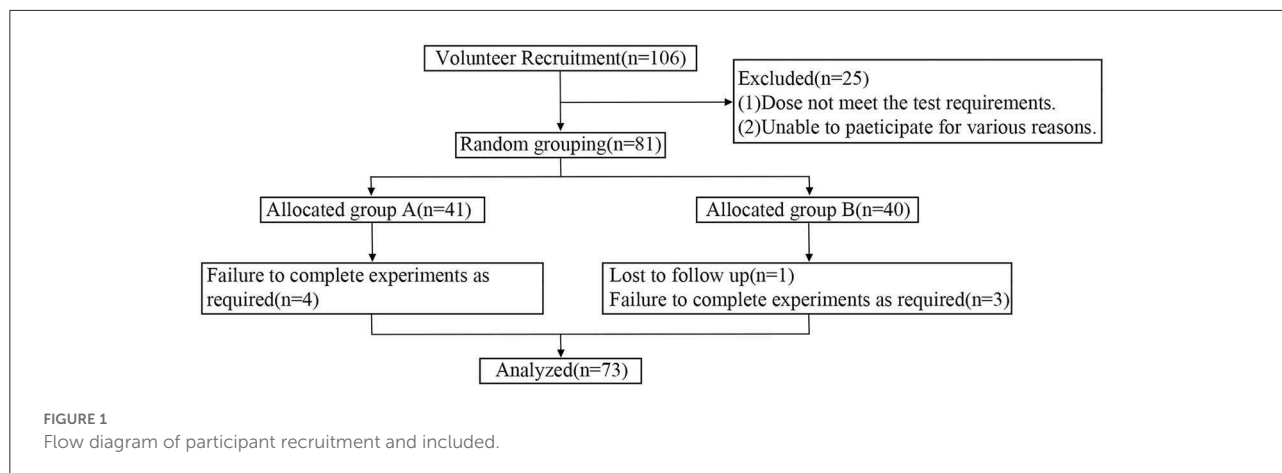 Volunteer Recruitment(n=106)
Excluded(n=25)
(1)Dose not meet the test requirements.
(2)Unable to paeticipate for various reasons.
Random grouping(n=81)
Allocated group A(n=41)
Allocated group B(n=40)
Failure to complete experiments as
required(n=4)
Lost to follow up(n=1)
Failure to complete experiments as required(n=3)
Analyzed(n=73)
FIGURE 1
Flow diagram of participant recruitment and included.